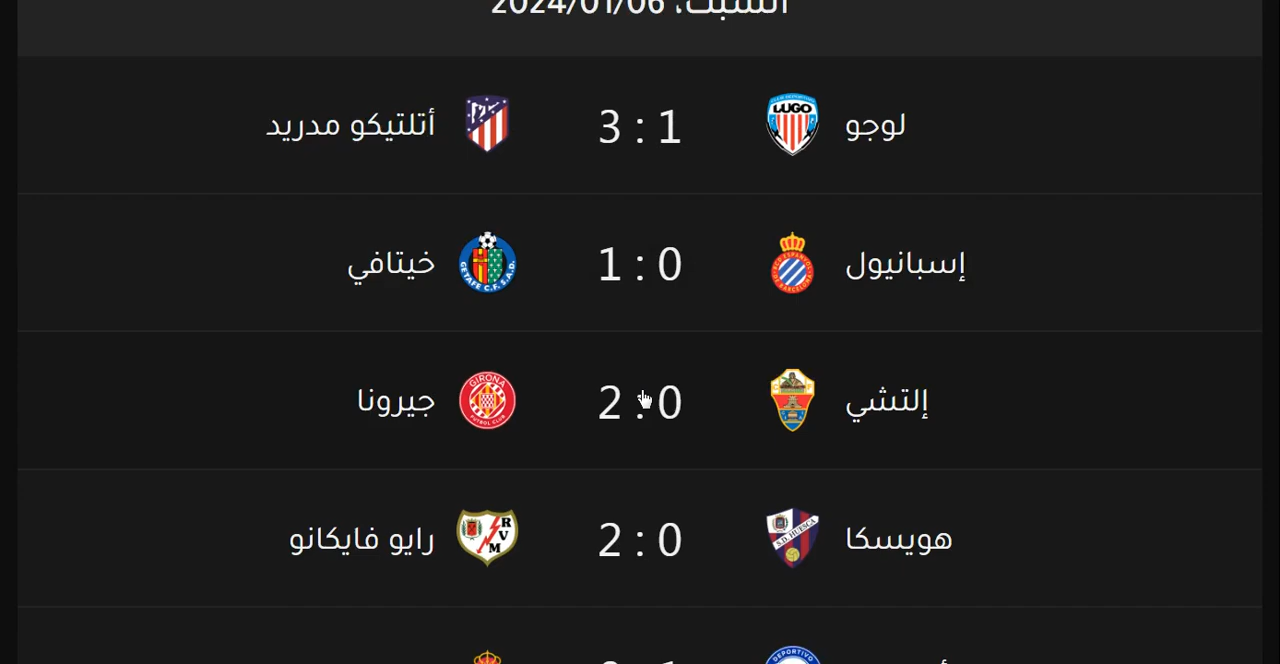 السبت، 2024/01/06
لوجو 3 : 1 أتلتيكو مدريد
إسبانيول 1 : 0 خيتافي
إلتشي 2 : 0 جيرونا
هويسكا 2 : 0 رايو فايكانو